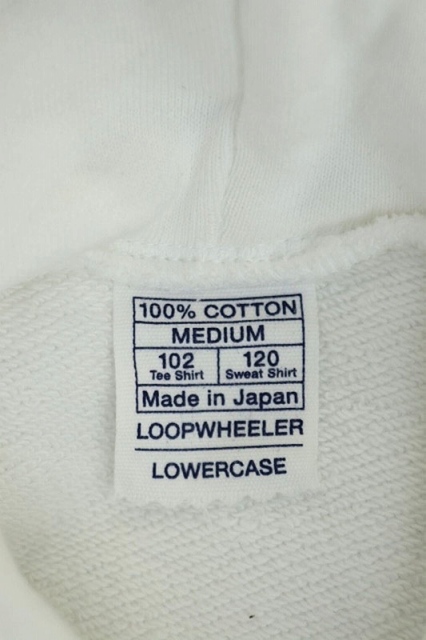 100% COTTON
MEDIUM
102 120
Tee Shirt Sweat Shirt
Made in Japan
LOOPWHEELER
LOWERCASE